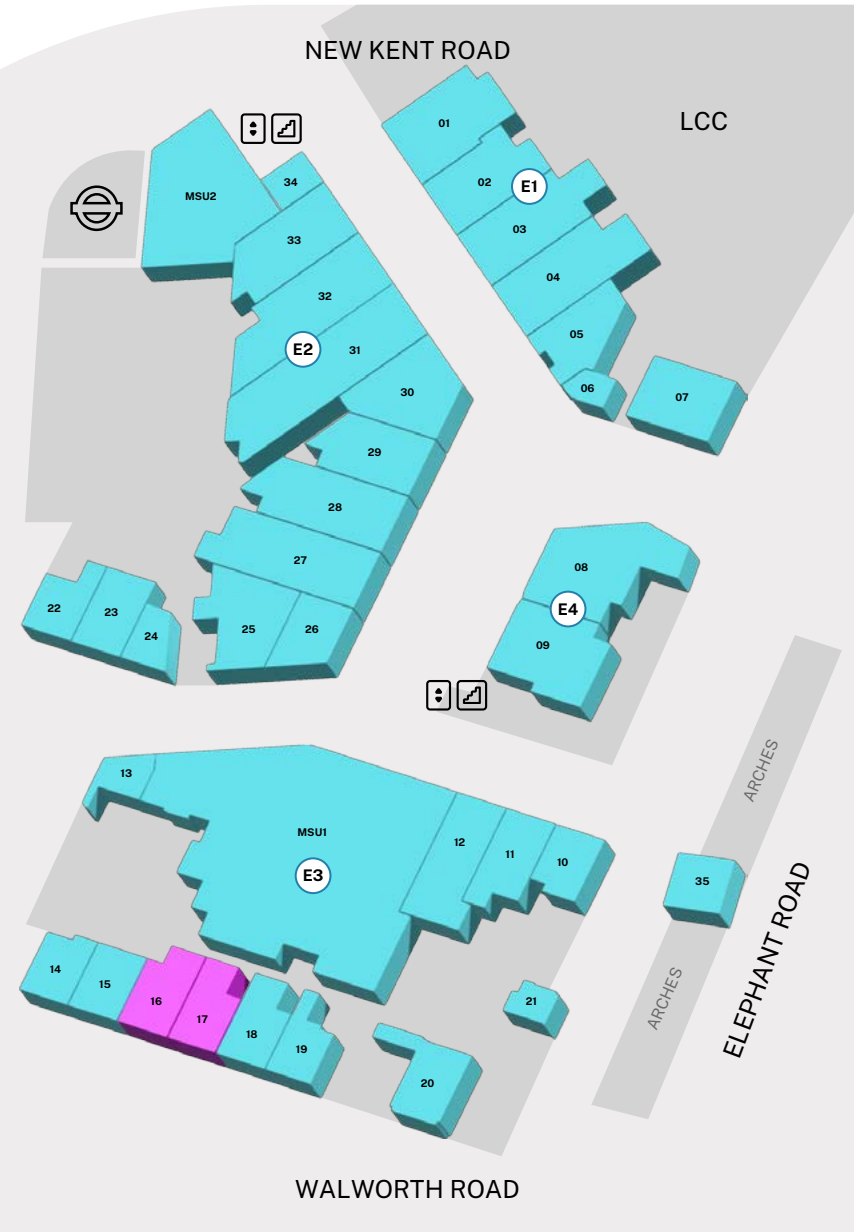 NEW KENT ROAD
LCC
01
02
E1
03
04
05
06
07
MSU2
34
33
32
E2
31
30
29
28
27
25
26
22
23
24
08
E4
09
ARCHES
13
MSU1
E3
12
11
10
35
ELEPHANT ROAD
ARCHES
14
15
16
17
18
19
20
21
WALWORTH ROAD